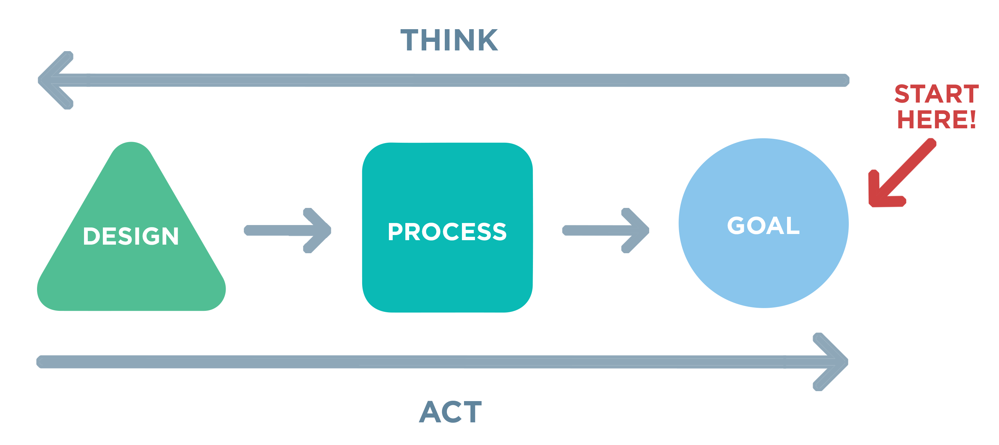 THINK
START
HERE!
DESIGN
PROCESS
GOAL
ACT